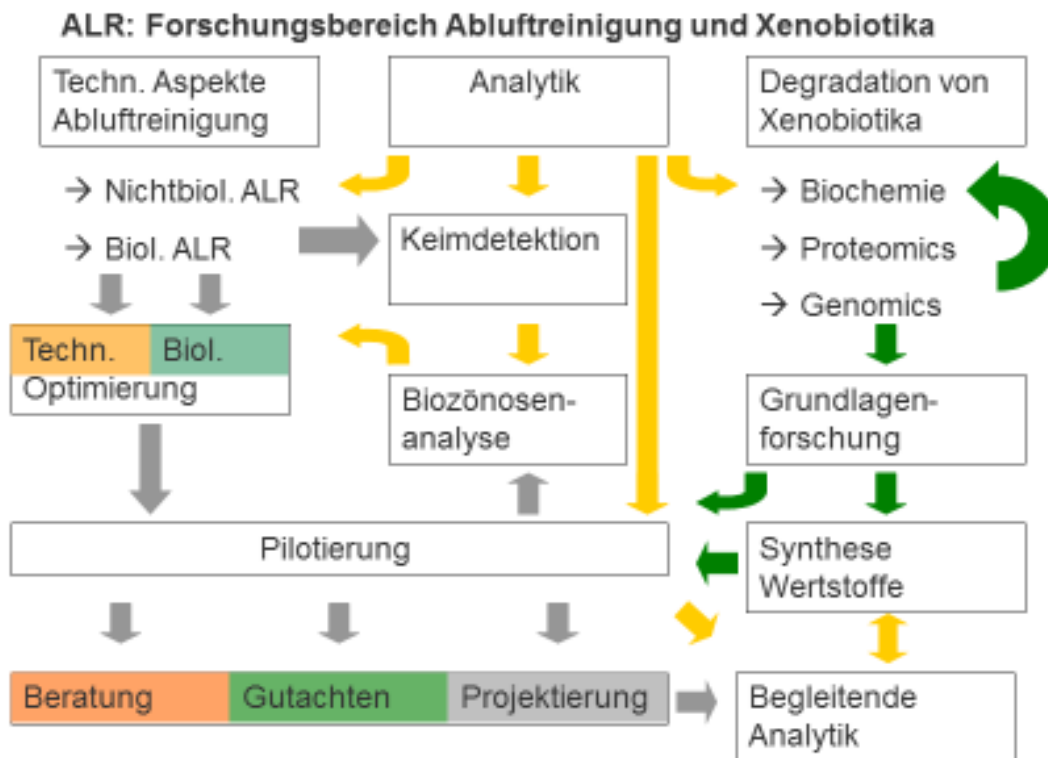 ALR: Forschungsbereich Abluftreinigung und Xenobiotika
Techn. Aspekte
Abluftreinigung
Analytik
Degradation von
Xenobiotika
→ Nichtbiol. ALR
→ Biol. ALR
Keimdetektion
→ Biochemie
→ Proteomics
→ Genomics
Techn. Biol.
Optimierung
Biozönosen-
analyse
Grundlagen-
forschung
Pilotierung
Synthese
Wertstoffe
Beratung Gutachten Projektierung
Begleitende
Analytik